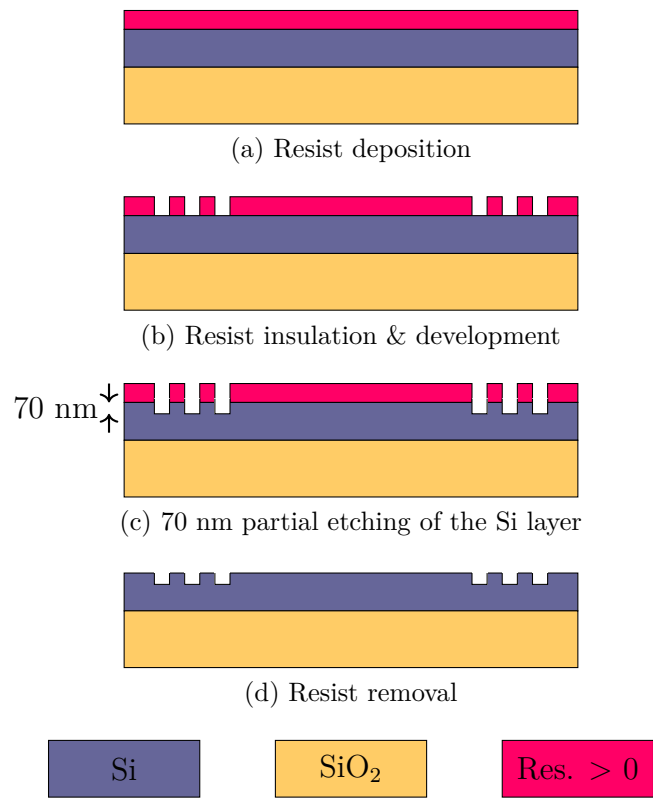 (a) Resist deposition
(b) Resist insulation & development
70 nm
(c) 70 nm partial etching of the Si layer
(d) Resist removal
Si
SiO₂
Res. > 0